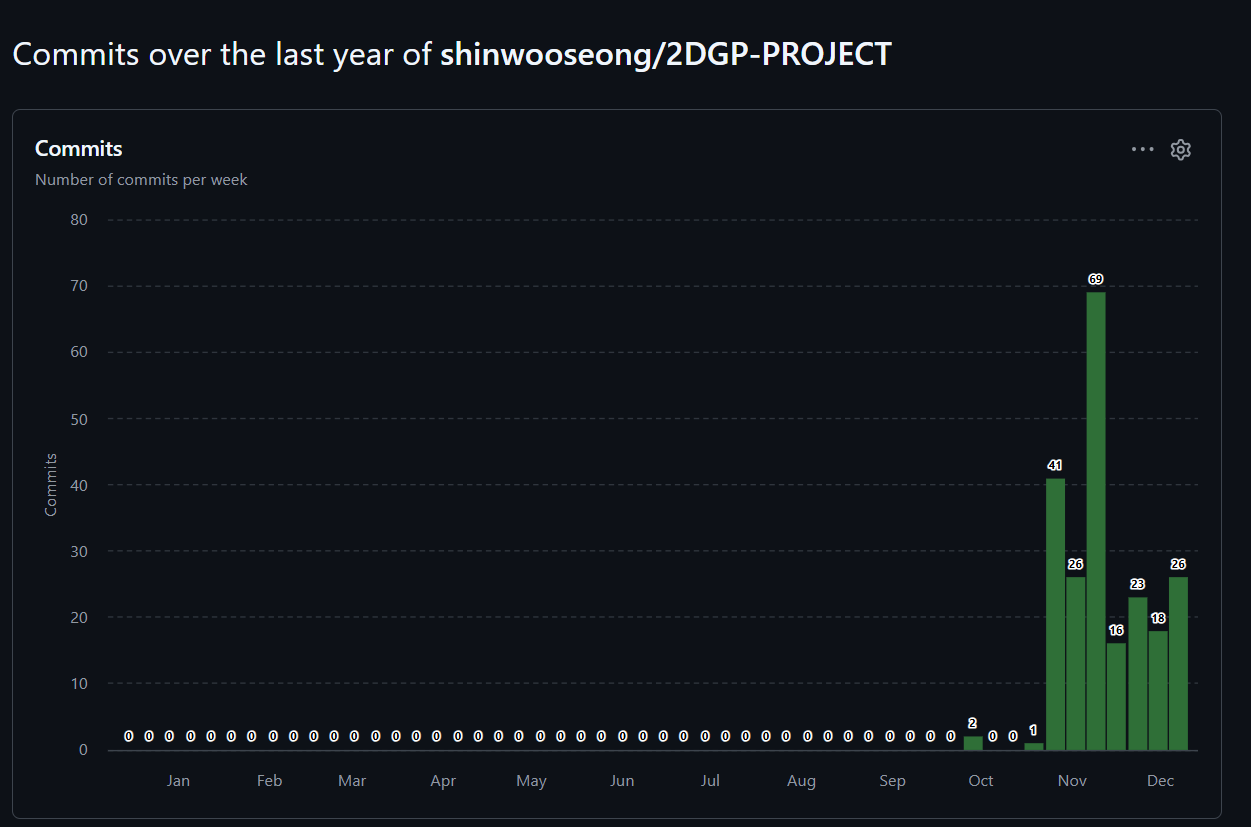 Commits over the last year of shinwooseong/2DGP-PROJECT
Commits
Number of commits per week
Commits
80
70
60
50
40
30
20
10
0
0 0 0 0 0 0 0 0 0 0 0 0 0 0 0 0 0 0 0 0 0 0 0 0 0 0 0 0 0 0 0 0 0 0 0 0 0 0 0 0 0 2 0 0 1 41 26 69 16 23 18 26
Jan Feb Mar Apr May Jun Jul Aug Sep Oct Nov Dec